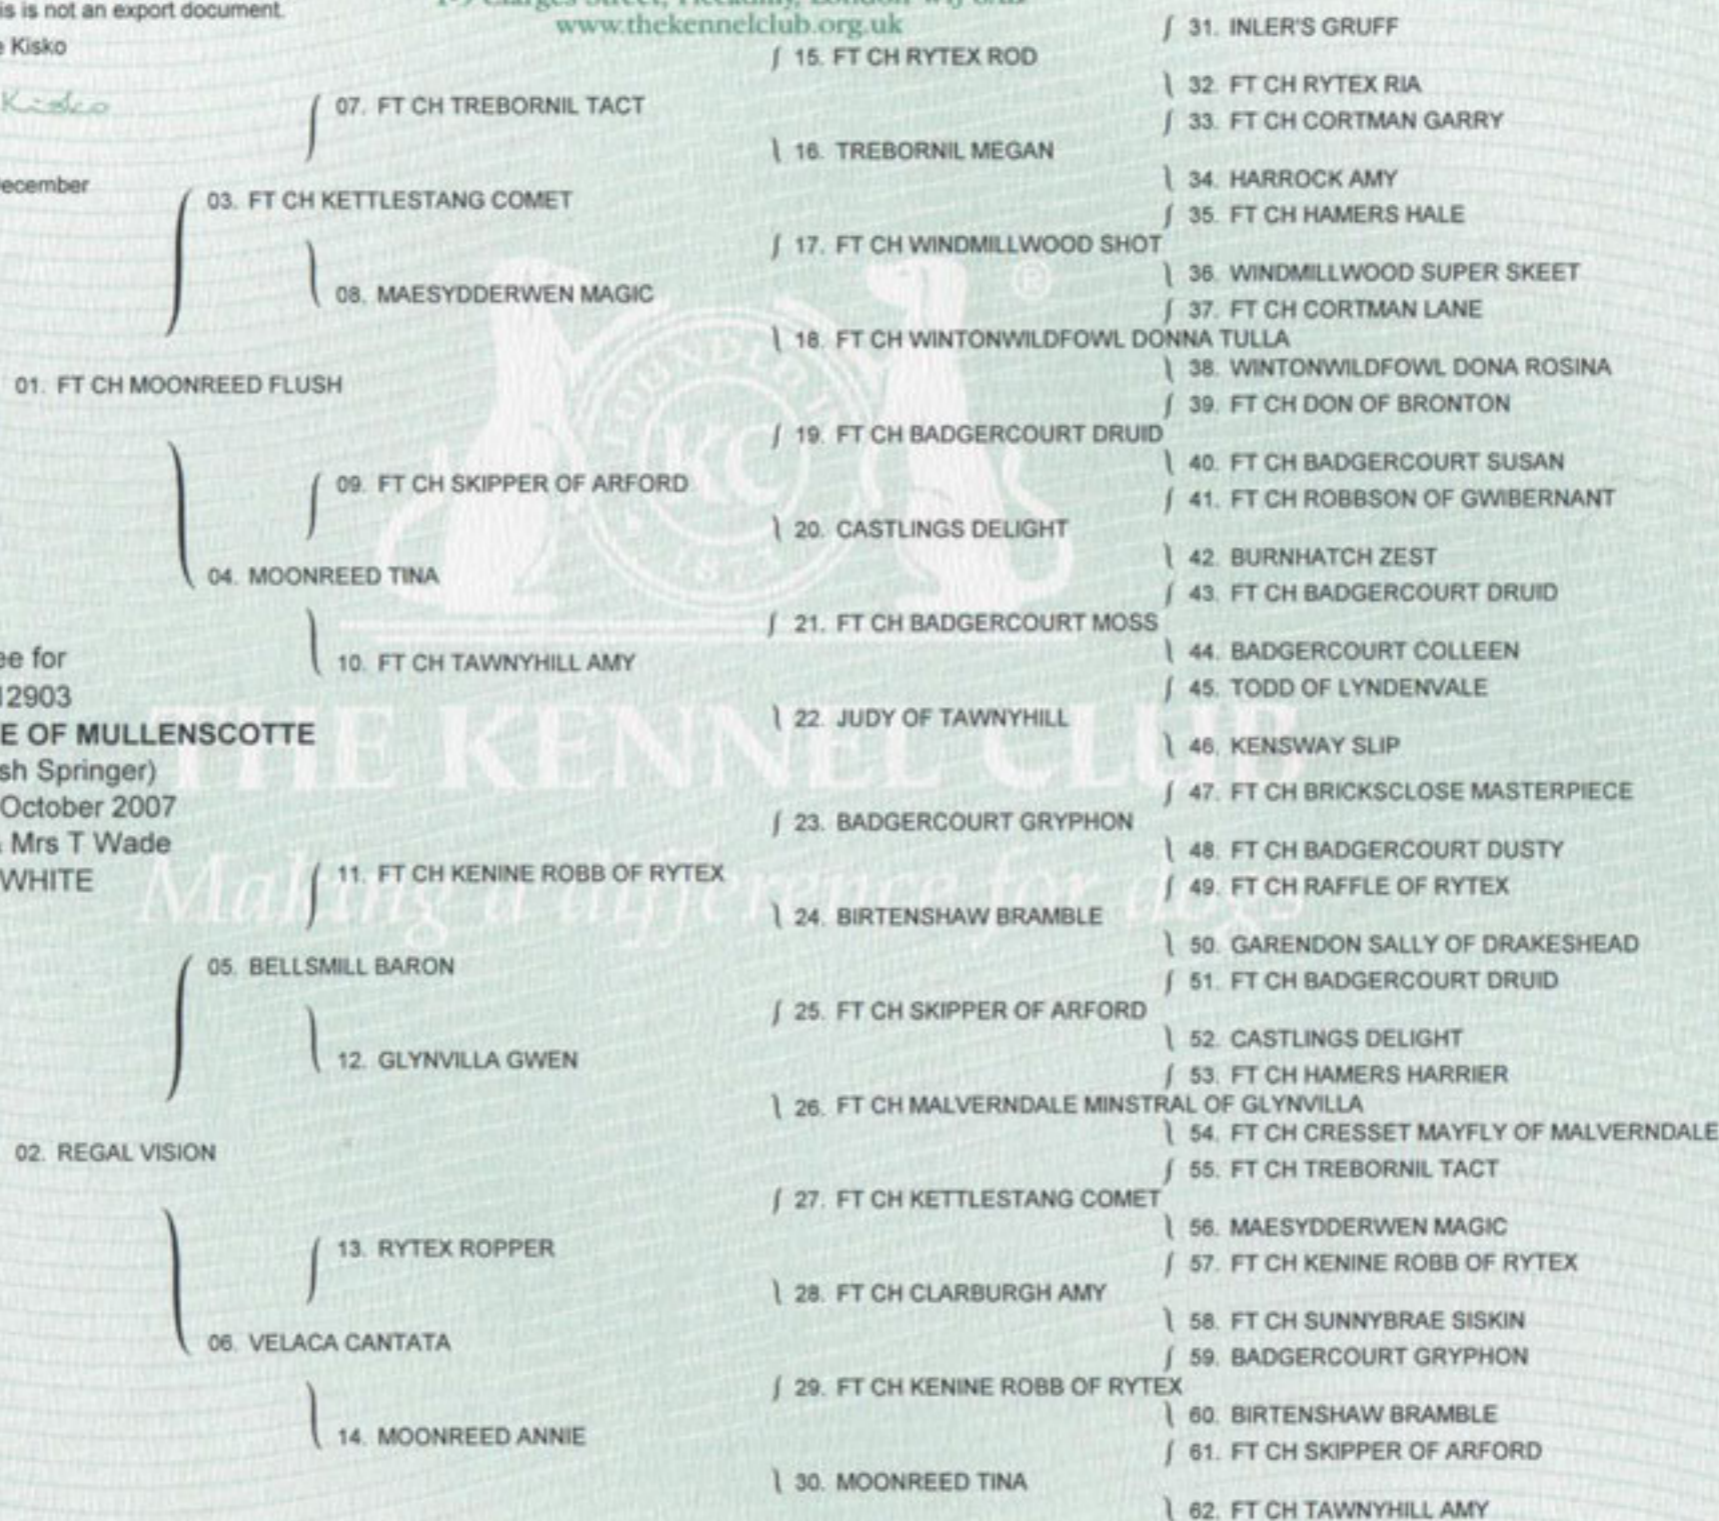 is is not an export document.
Kisko
Kisko
ecember
1-5 Clarges Street, Piccadilly, London W1J 8AB
www.thekennelclub.org.uk
01. FT CH MOONREED FLUSH
02. REGAL VISION
03. FT CH KETTLESTANG COMET
04. MOONREED TINA
05. BELLSMILL BARON
06. VELACA CANTATA
07. FT CH TREBORNIL TACT
08. MAESYDDERWEN MAGIC
09. FT CH SKIPPER OF ARFORD
10. FT CH TAWNYHILL AMY
11. FT CH KENINE ROBB OF RYTEX
12. GLYNVILLA GWEN
13. RYTEX ROPPER
14. MOONREED ANNIE
15. FT CH RYTEX ROD
16. TREBORNIL MEGAN
17. FT CH WINDMILLWOOD SHOT
18. FT CH WINTONWILDFOWL DONNA TULLA
19. FT CH BADGERCOURT DRUID
20. CASTLINGS DELIGHT
21. FT CH BADGERCOURT MOSS
22. JUDY OF TAWNYHILL
23. BADGERCOURT GRYPHON
24. BIRTENSHAW BRAMBLE
25. FT CH SKIPPER OF ARFORD
26. FT CH MALVERNDALE MINSTRAL OF GLYNVILLA
27. FT CH KETTLESTANG COMET
28. FT CH CLARBURGH AMY
29. FT CH KENINE ROBB OF RYTEX
30. MOONREED TINA
31. INLER'S GRUFF
32. FT CH RYTEX RIA
33. FT CH CORTMAN GARRY
34. HARROCK AMY
35. FT CH HAMERS HALE
36. WINDMILLWOOD SUPER SKEET
37. FT CH CORTMAN LANE
38. WINTONWILDFOWL DONA ROSINA
39. FT CH DON OF BRONTON
40. FT CH BADGERCOURT SUSAN
41. FT CH ROBBSON OF GWIBERNANT
42. BURNHATCH ZEST
43. FT CH BADGERCOURT DRUID
44. BADGERCOURT COLLEEN
45. TODD OF LYNDENVALE
46. KENSWAY SLIP
47. FT CH BRICKSCLOSE MASTERPIECE
48. FT CH BADGERCOURT DUSTY
49. FT CH RAFFLE OF RYTEX
50. GARENDON SALLY OF DRAKESHEAD
51. FT CH BADGERCOURT DRUID
52. CASTLINGS DELIGHT
53. FT CH HAMERS HARRIER
54. FT CH CRESSET MAYFLY OF MALVERNDALE
55. FT CH TREBORNIL TACT
56. MAESYDDERWEN MAGIC
57. FT CH KENINE ROBB OF RYTEX
58. FT CH SUNNYBRAE SISKIN
59. BADGERCOURT GRYPHON
60. BIRTENSHAW BRAMBLE
61. FT CH SKIPPER OF ARFORD
62. FT CH TAWNYHILL AMY
ee for
12903
E OF MULLENSCOTTE
sh Springer)
October 2007
Mrs T Wade
WHITE
KC
THE KENNEL CLUB
Making a difference for dogs